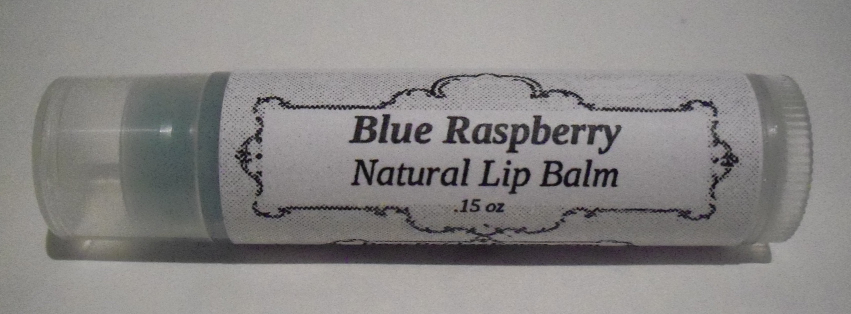 Blue Raspberry
Natural Lip Balm
.15 oz